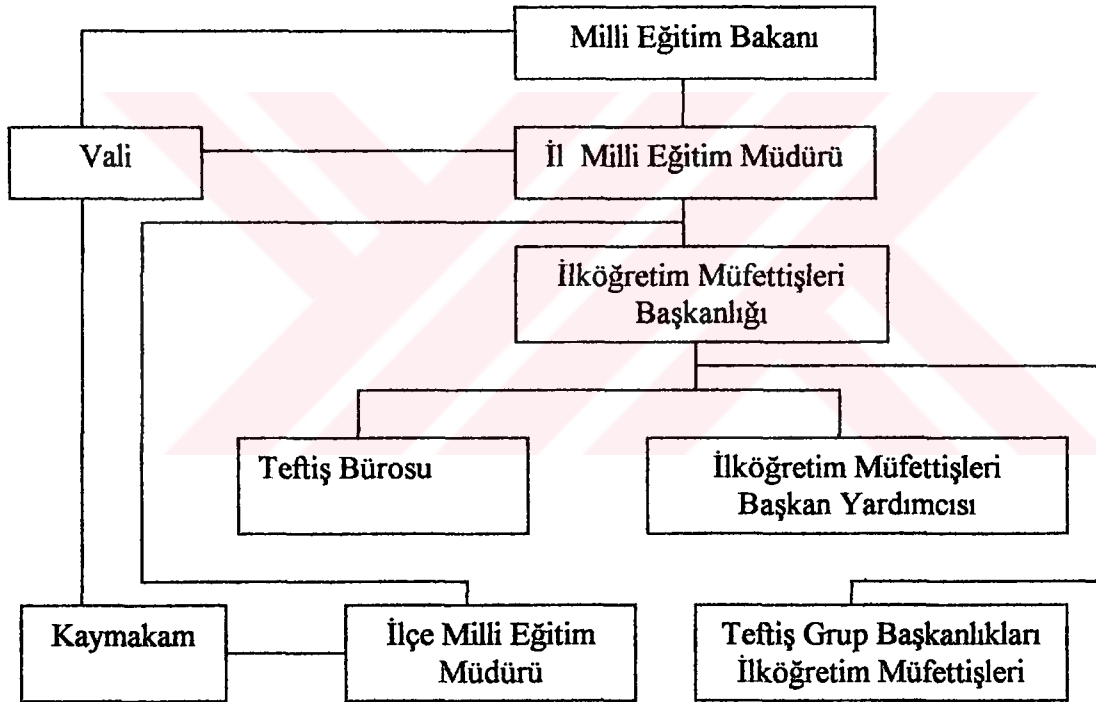 Milli Eğitim Bakanı
Vali
İl Milli Eğitim Müdürü
İlköğretim Müfettişleri
Başkanlığı
Teftiş Bürosu
İlköğretim Müfettişleri
Başkan Yardımcısı
Kaymakam
İlçe Milli Eğitim
Müdürü
Teftiş Grup Başkanlıkları
İlköğretim Müfettişleri